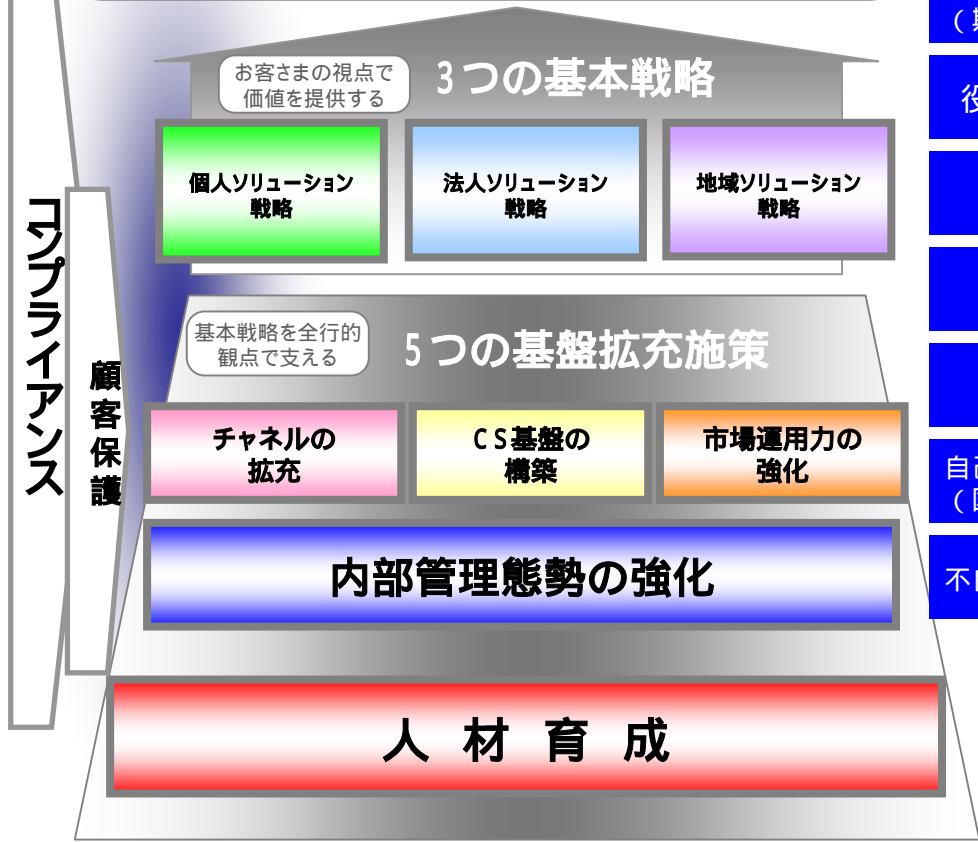 お客さまの視点で
価値を提供する
3つの基本戦略
個人ソリューション
戦略
法人ソリューション
戦略
地域ソリューション
戦略
コンプライアンス
顧客保護
基本戦略を全行的
観点で支える
5つの基盤拡充施策
チャネルの
拡充
CS基盤の
構築
市場運用力の
強化
内部管理態勢の強化
人材育成
役
自己
不良